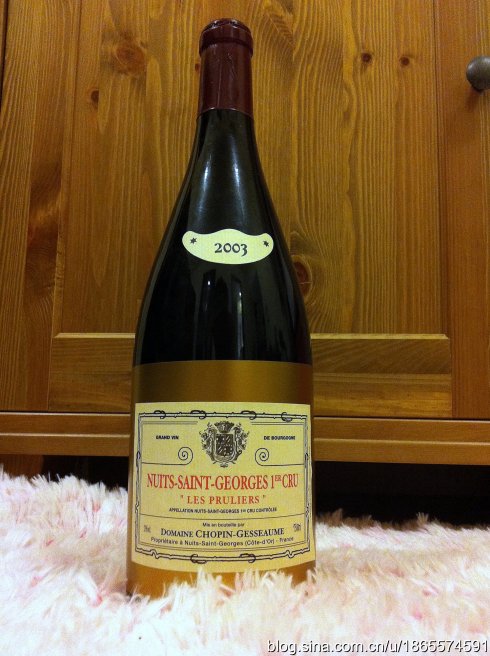 2003
GRAND VIN DE BOURGOGNE
NUITS-SAINT-GEORGES 1ER CRU
" LES PRULIERS "
APPELLATION NUITS-SAINT-GEORGES 1ER CRU CONTRÔLÉE
Mis en bouteille par
DOMAINE CHOPIN-GESSEAUME
Propriétaire à Nuits-Saint-Georges (Côte-d'Or) - France
blog.sina.com.cn/u/1865574591